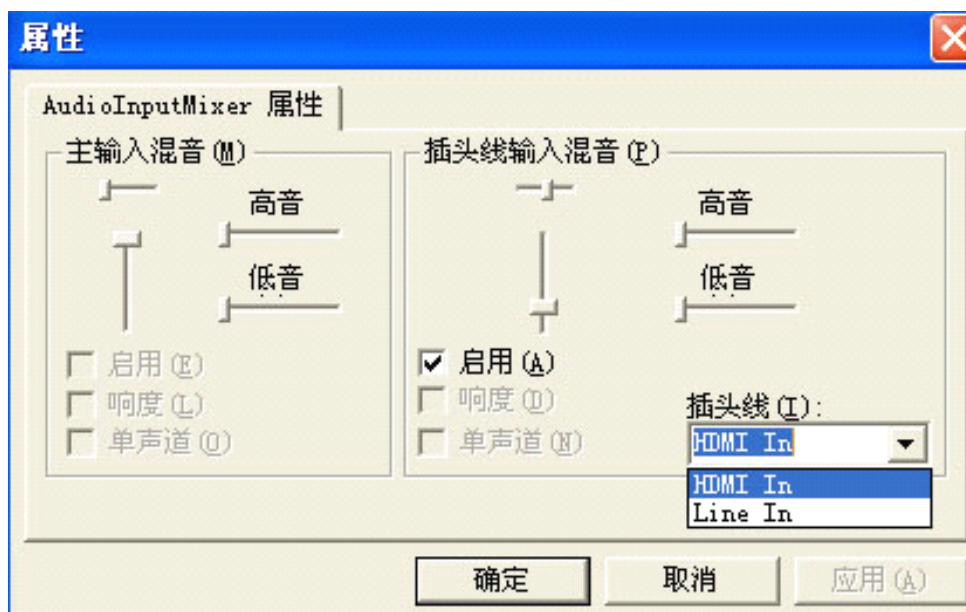 属性
AudioInputMixer 属性
主输入混音(M)
高音
低音
启用(E)
响度(L)
单声道(O)
插头线输入混音(P)
高音
低音
启用(A)
响度(D)
单声道(N)
插头线(I):
HDMI In
HDMI In
Line In
确定
取消
应用(A)